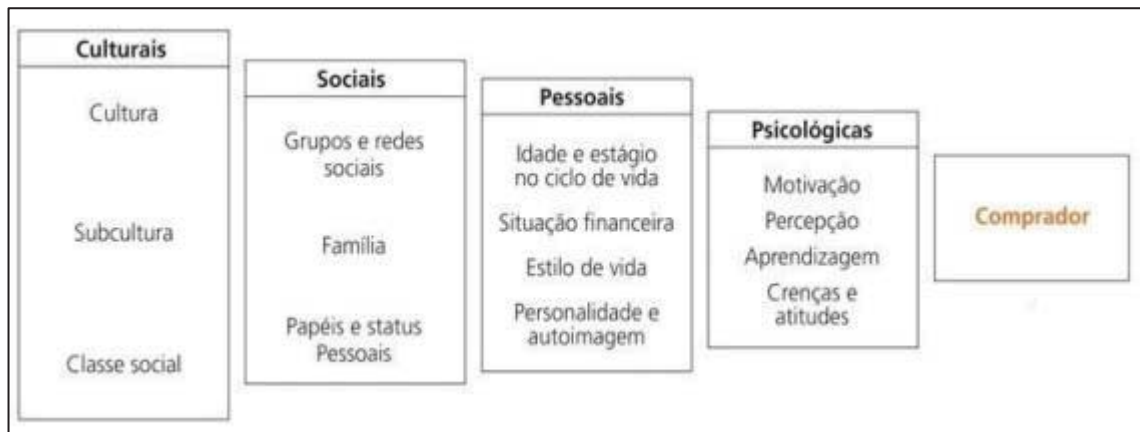 Culturais
Cultura
Subcultura
Classe social
Sociais
Grupos e redes
sociais
Família
Papéis e status
Pessoais
Pessoais
Idade e estágio
no ciclo de vida
Situação financeira
Estilo de vida
Personalidade e
autoimagem
Psicológicas
Motivação
Percepção
Aprendizagem
Crenças e
atitudes
Comprador